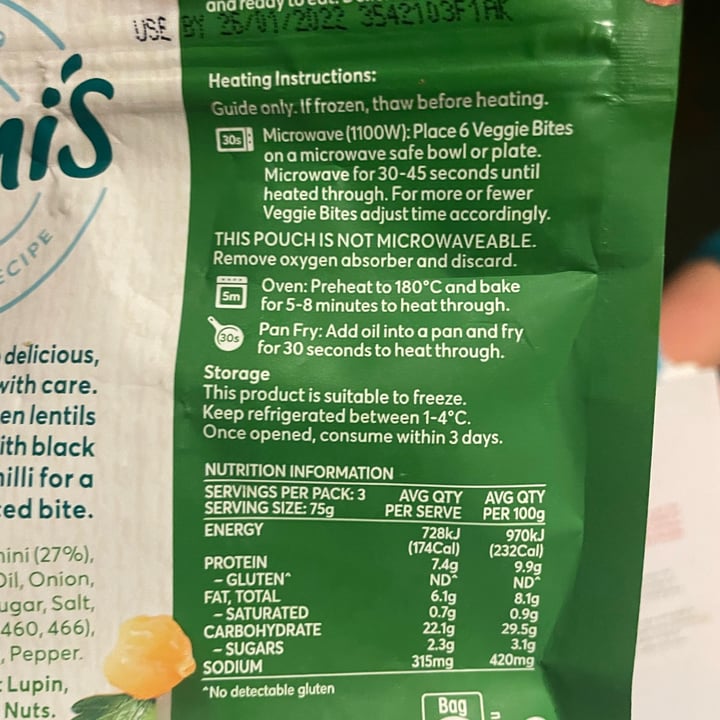 and ready to eat.
USE BY 25/01/2022 3542103F1AK
Heating Instructions:
Guide only. If frozen, thaw before heating.
30s
Microwave (1100W): Place 6 Veggie Bites
on a microwave safe bowl or plate.
Microwave for 30-45 seconds until
heated through. For more or fewer
Veggie Bites adjust time accordingly.
THIS POUCH IS NOT MICROWAVEABLE.
Remove oxygen absorber and discard.
5m
Oven: Preheat to 180°C and bake
for 5-8 minutes to heat through.
30s
Pan Fry: Add oil into a pan and fry
for 30 seconds to heat through.
Storage
This product is suitable to freeze.
Keep refrigerated between 1-4°C.
Once opened, consume within 3 days.
NUTRITION INFORMATION
SERVINGS PER PACK: 3 AVG QTY AVG QTY
SERVING SIZE: 75g PER SERVE PER 100g
ENERGY 728kJ 970kJ
(174Cal) (232Cal)
PROTEIN 7.4g 9.9g
- GLUTEN^ ND^ ND^
FAT, TOTAL 6.1g 8.1g
- SATURATED 0.7g 0.9g
CARBOHYDRATE 22.1g 29.5g
- SUGARS 2.3g 3.1g
SODIUM 315mg 420mg
^No detectable gluten
Bag
ni's
ECIPE
delicious,
with care.
en lentils
ith black
hilli for a
ced bite.
ini (27%),
Oil, Onion,
ugar, Salt,
460, 466),
, Pepper.
: Lupin,
Nuts.